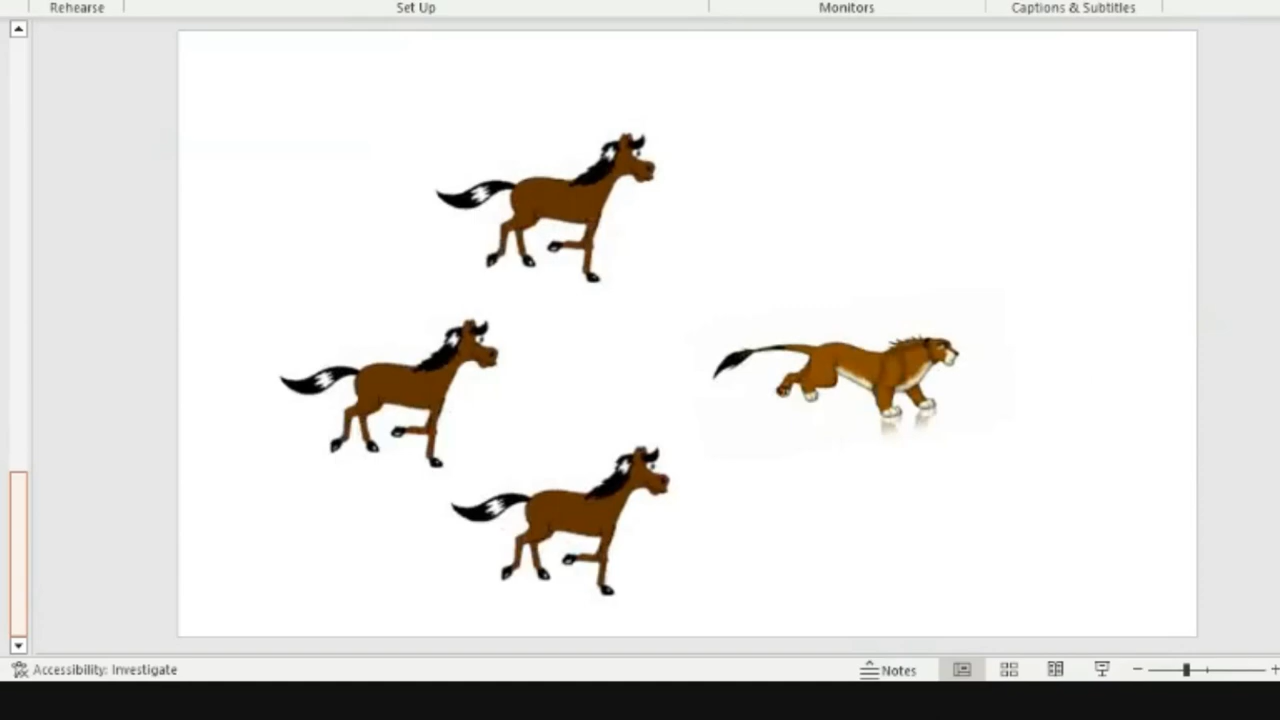 Rehearse
Set Up
Monitors
Captions & Subtitles
Accessibility: Investigate
Notes